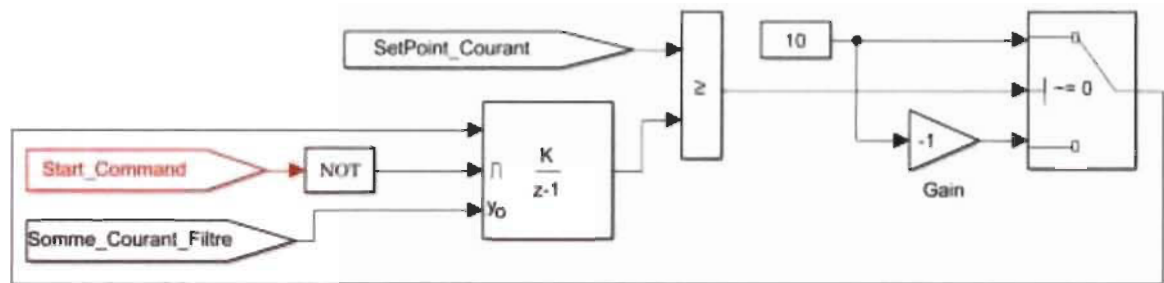 SetPoint_Courant
10
≥
~= 0
Start_Command
NOT
K
z-1
-1
Gain
y₀
Somme_Courant_Filtre